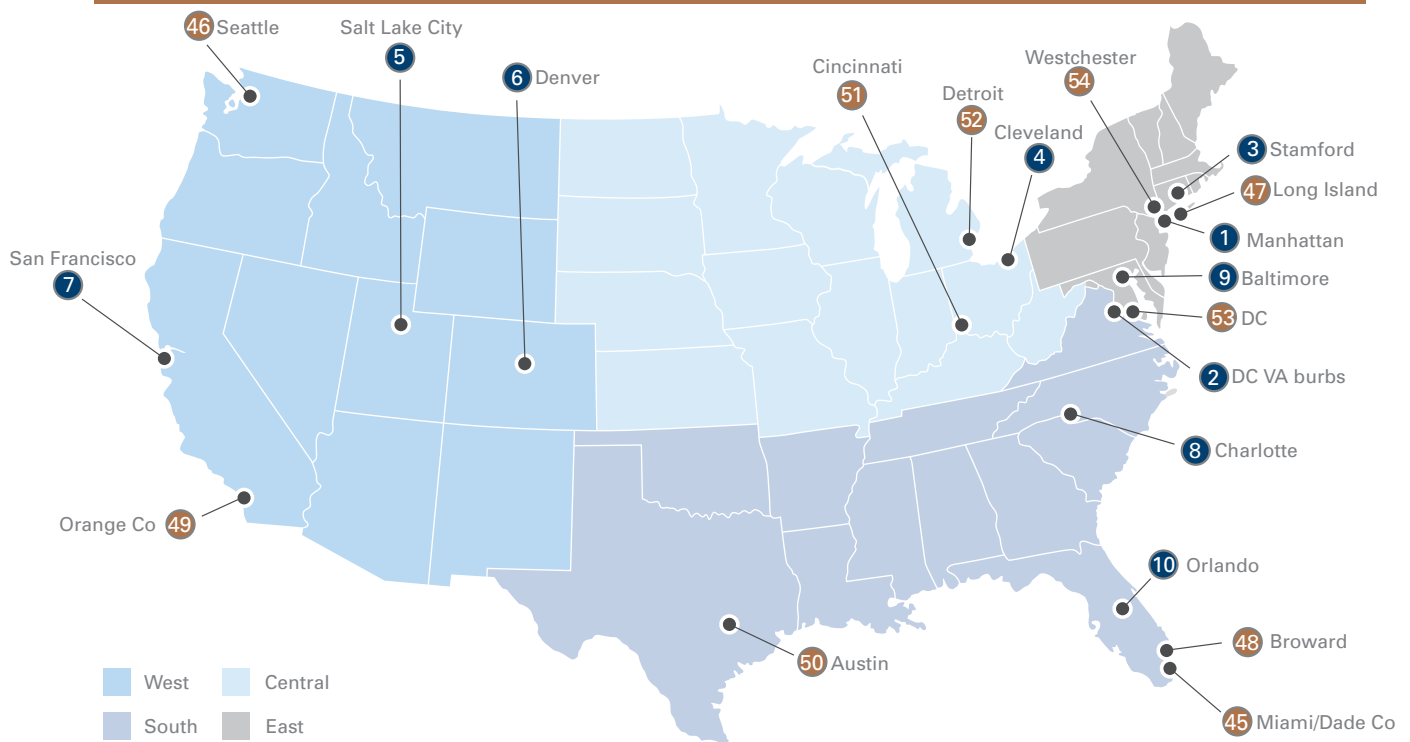 46 Seattle
Salt Lake City
5
6 Denver
Cincinnati
51
Detroit
52
Cleveland
4
Westchester
54
3 Stamford
47 Long Island
1 Manhattan
9 Baltimore
53 DC
2 DC VA burbs
San Francisco
7
8 Charlotte
Orange Co 49
10 Orlando
48 Broward
50 Austin
45 Miami/Dade Co
West
Central
South
East